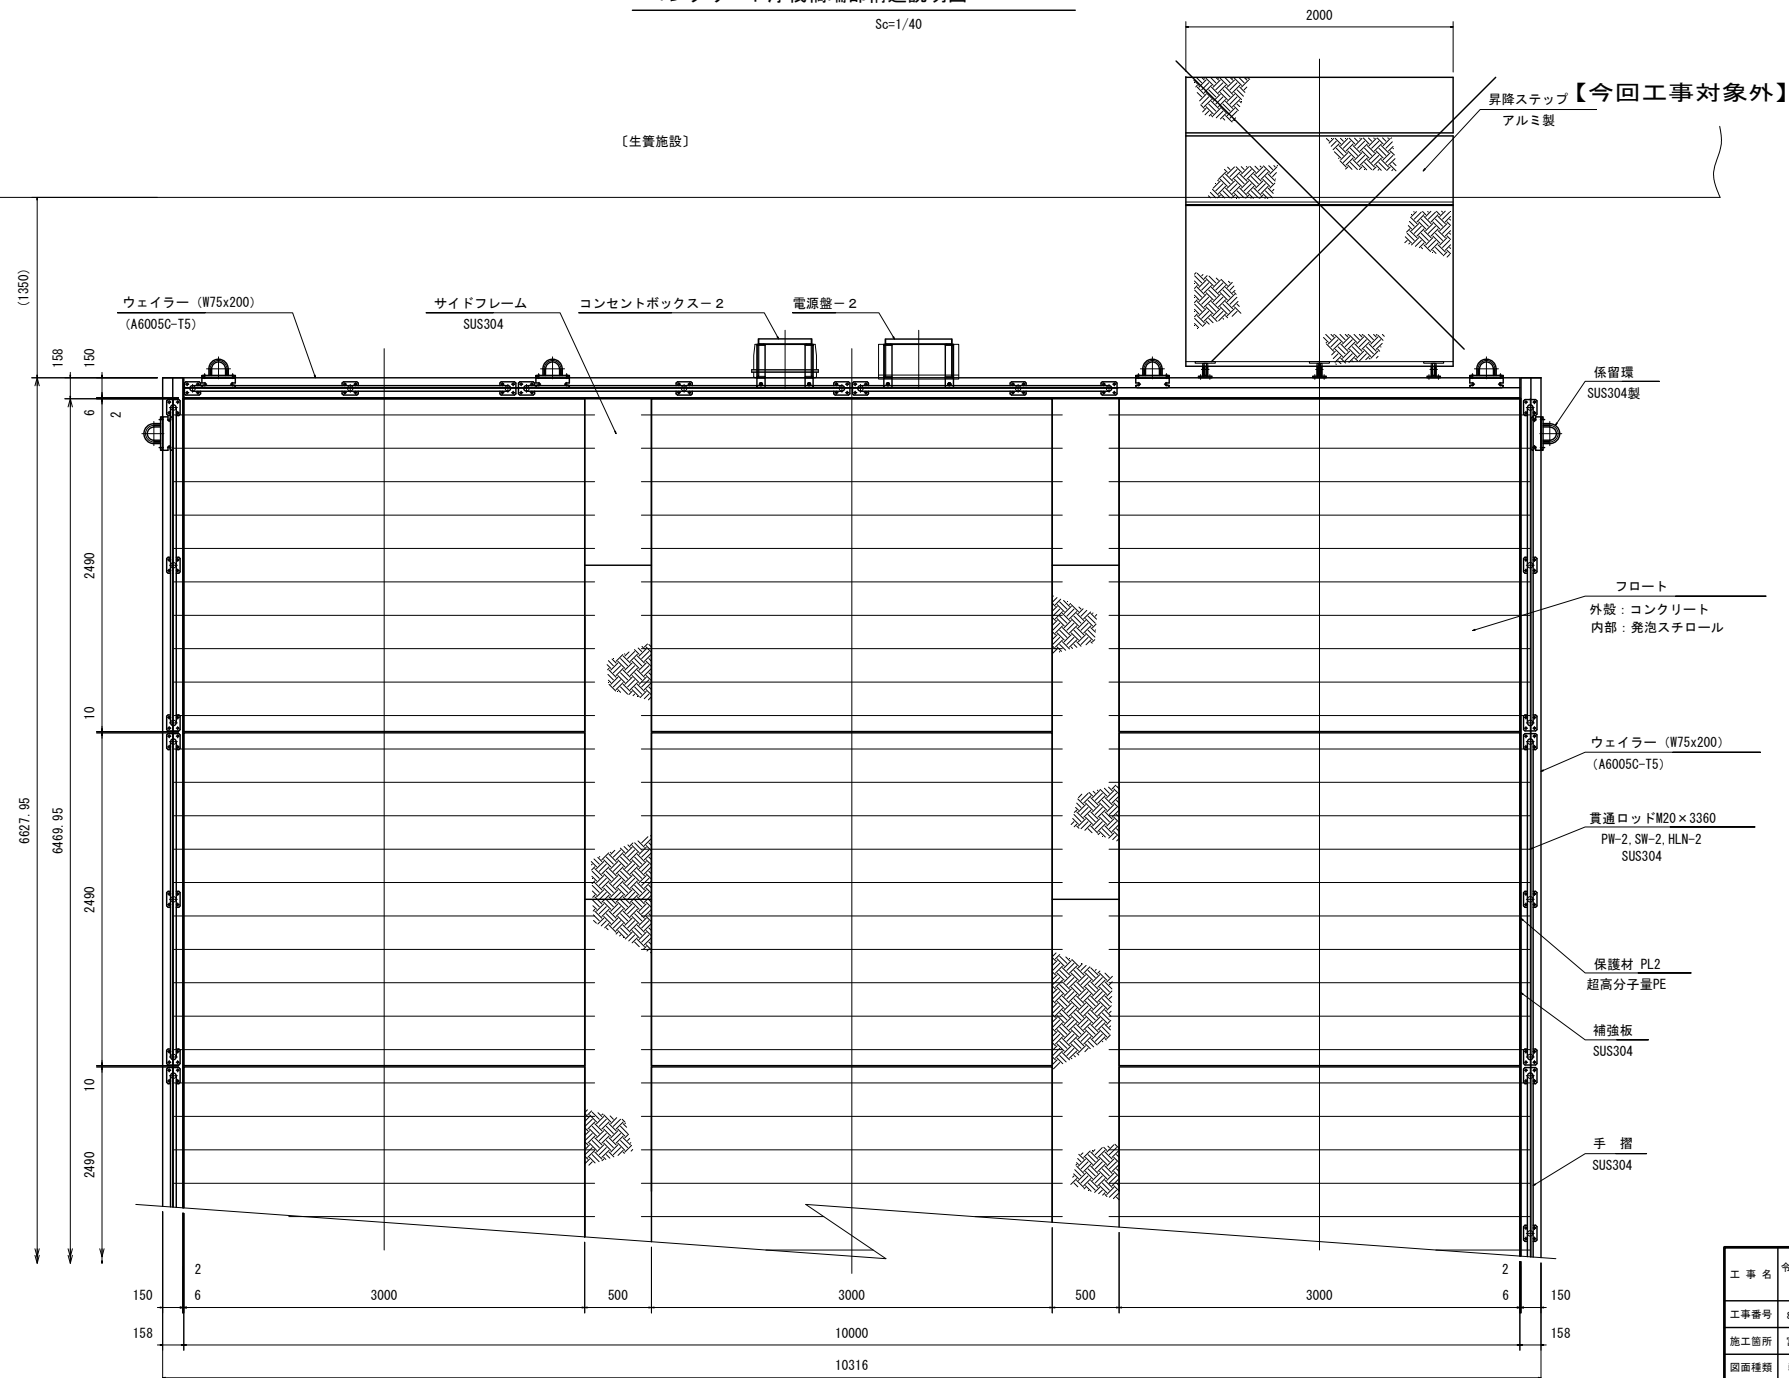 Sc=1/40
2000
昇降ステップ【今回工事対象外】
アルミ製
〔生簀施設〕
(1350)
158
150
ウェイラー (W75x200)
(A6005C-T5)
サイドフレーム
SUS304
コンセントボックス−2
電源盤−2
係留環
SUS304製
6
2
2490
フロート
外殻：コンクリート
内部：発泡スチロール
10
ウェイラー (W75x200)
(A6005C-T5)
6627.95
6469.95
貫通ロッドM20×3360
PW-2, SW-2, HLN-2
SUS304
2490
保護材 PL2
超高分子量PE
補強板
SUS304
10
手 摺
SUS304
2490
2
2
150
6
3000
500
3000
500
3000
6
150
158
10000
158
10316
工 事 名
工事番号
施工箇所
図面種類